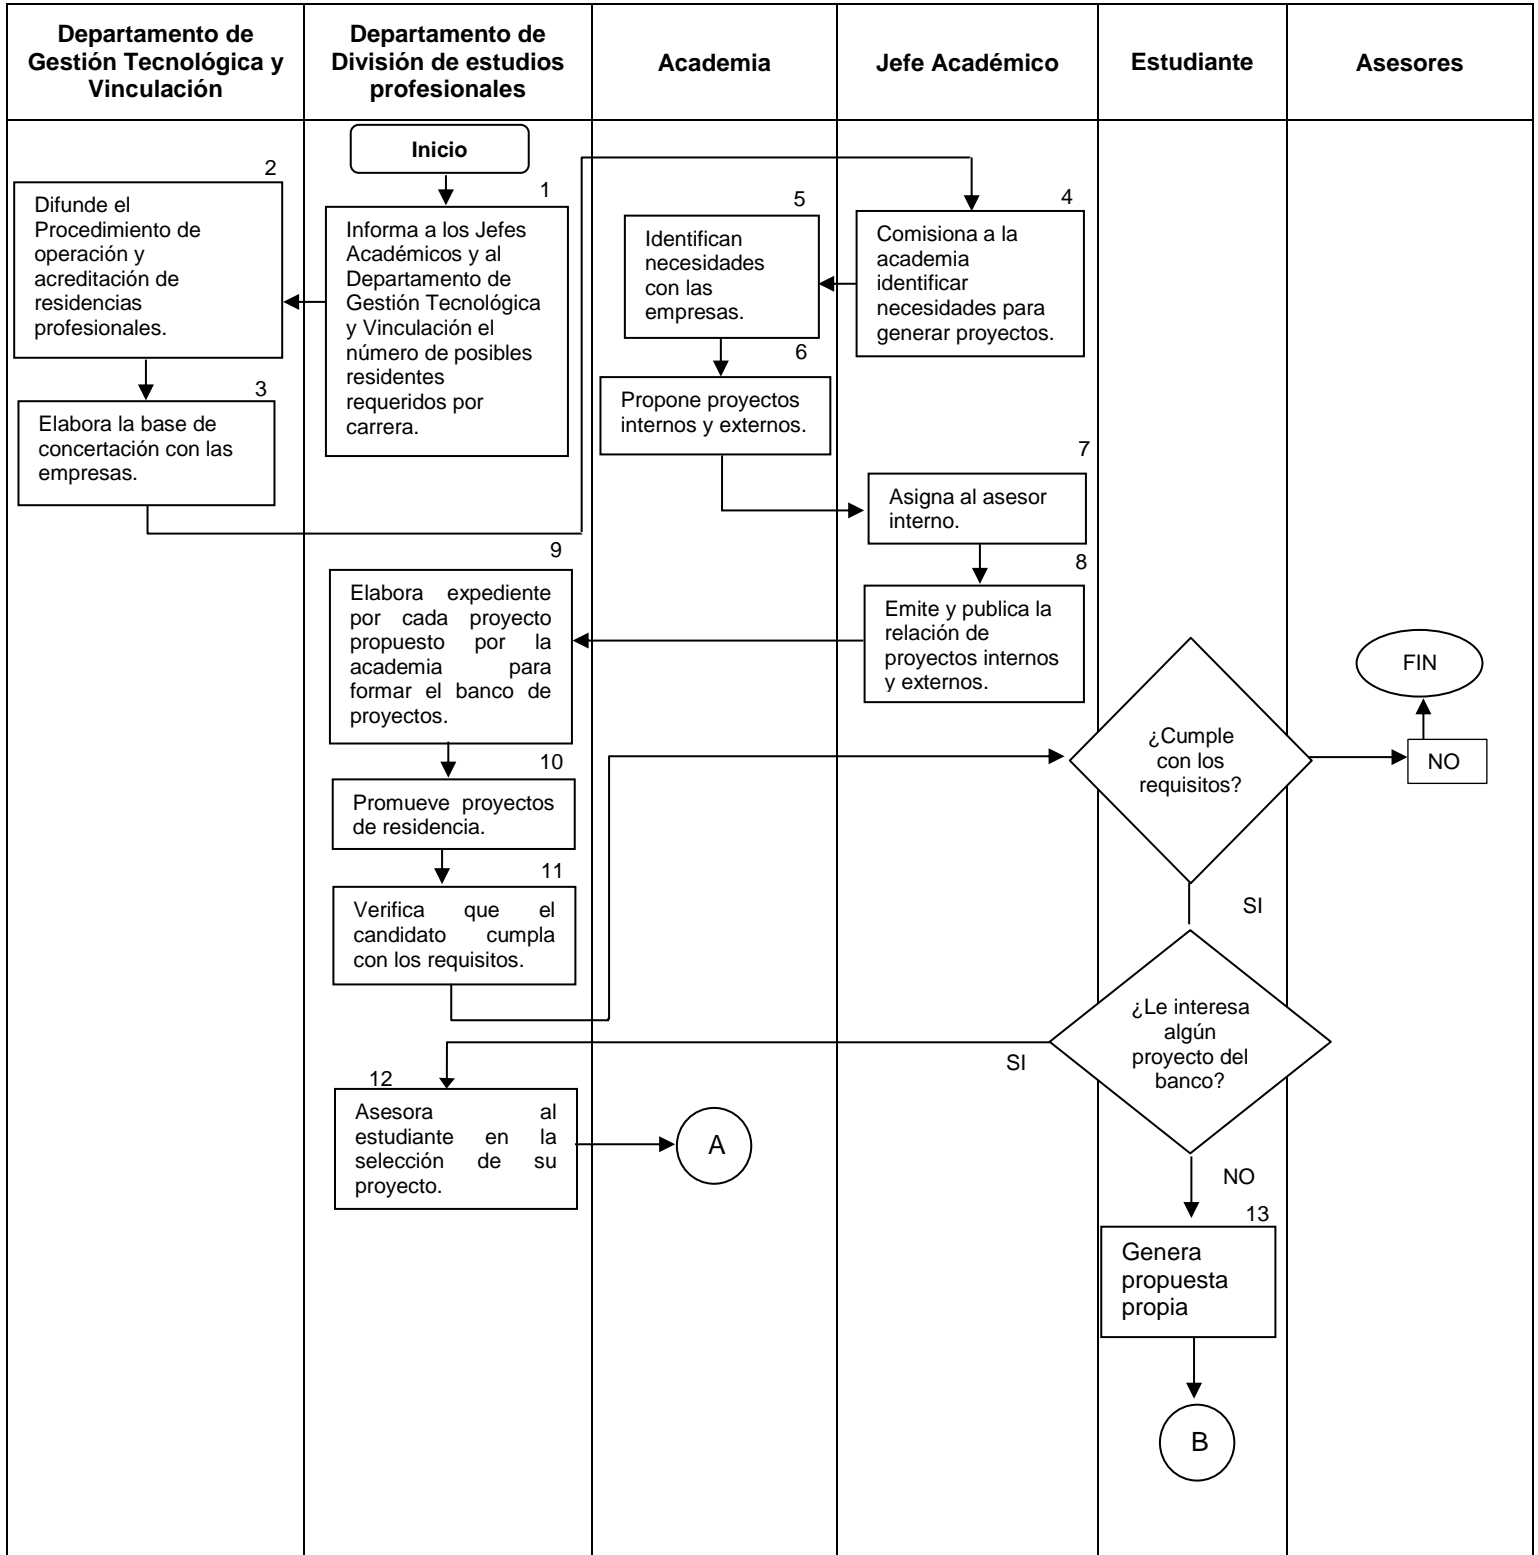 Departamento de
Gestión Tecnológica y
Vinculación
Departamento de
División de estudios
profesionales
Academia
Jefe Académico
Estudiante
Asesores
Inicio
1
Informa a los Jefes
Académicos y al
Departamento de
Gestión Tecnológica
y Vinculación el
número de posibles
residentes
requeridos por
carrera.
2
Difunde el
Procedimiento de
operación y
acreditación de
residencias
profesionales.
3
Elabora la base de
concertación con las
empresas.
4
Comisiona a la
academia
identificar
necesidades para
generar proyectos.
5
Identifican
necesidades
con las
empresas.
6
Propone proyectos
internos y externos.
7
Asigna al asesor
interno.
8
Emite y publica la
relación de
proyectos internos
y externos.
9
Elabora expediente
por cada proyecto
propuesto por la
academia para
formar el banco de
proyectos.
10
Promueve proyectos
de residencia.
11
Verifica que el
candidato cumpla
con los requisitos.
¿Cumple
con los
requisitos?
NO
FIN
SI
¿Le interesa
algún
proyecto del
banco?
SI
12
Asesora al
estudiante en la
selección de su
proyecto.
A
NO
13
Genera
propuesta
propia
B